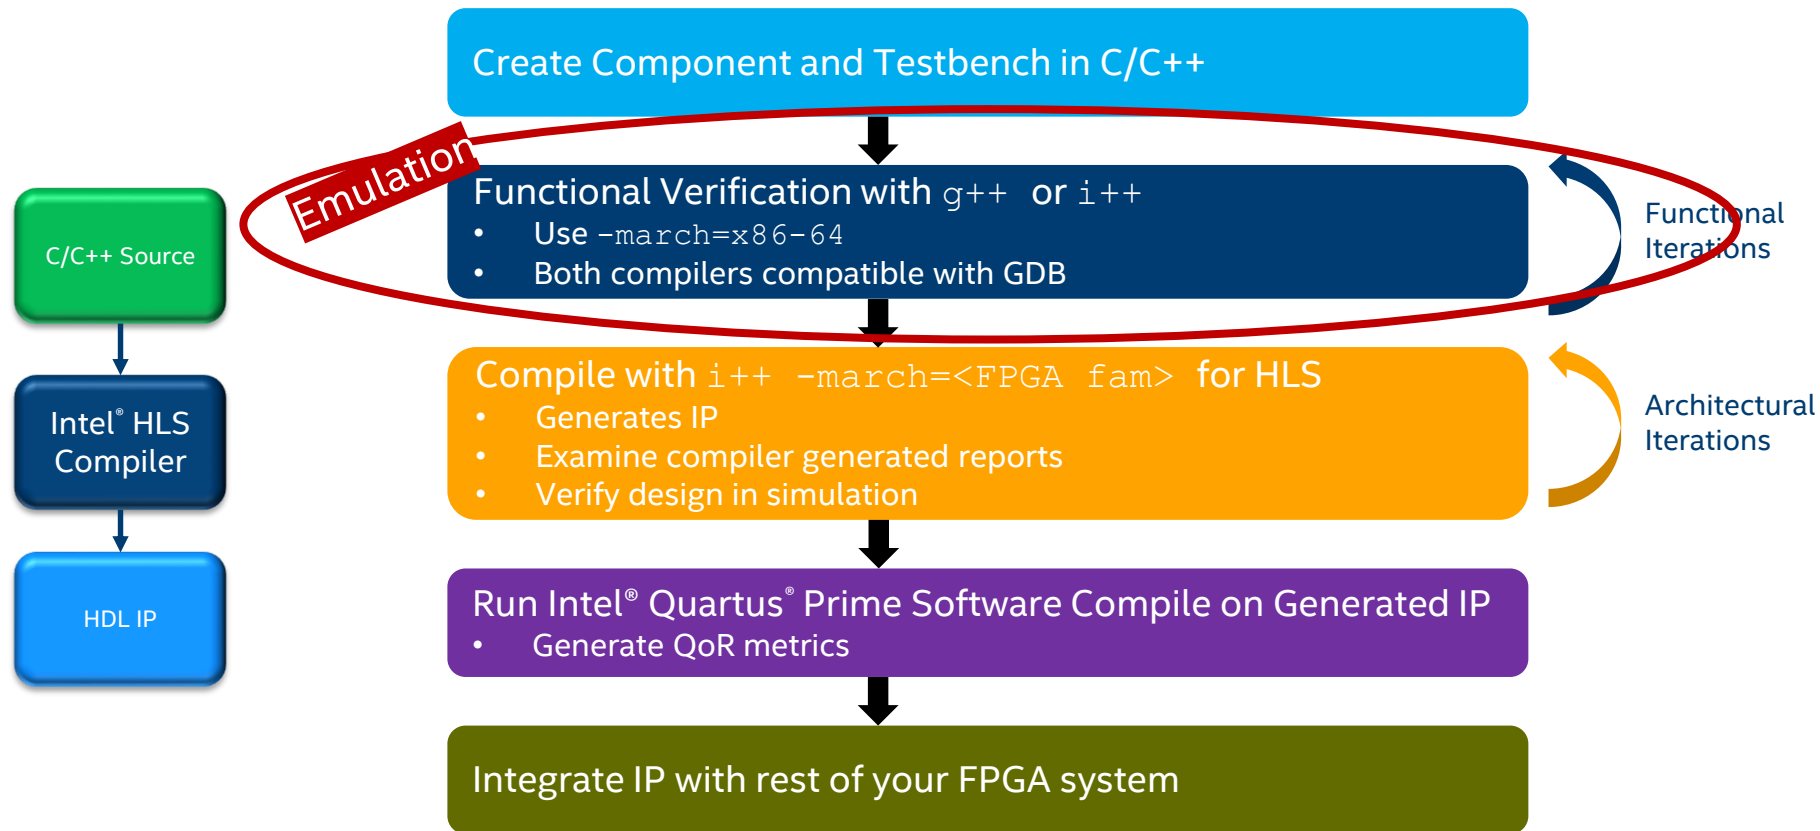 Create Component and Testbench in C/C++
Emulation
Functional Verification with g++ or i++
• Use -march=x86-64
• Both compilers compatible with GDB
Functional
Iterations
C/C++ Source
Compile with i++ -march=<FPGA fam> for HLS
• Generates IP
• Examine compiler generated reports
• Verify design in simulation
Architectural
Iterations
Intel® HLS
Compiler
Run Intel® Quartus® Prime Software Compile on Generated IP
• Generate QoR metrics
HDL IP
Integrate IP with rest of your FPGA system